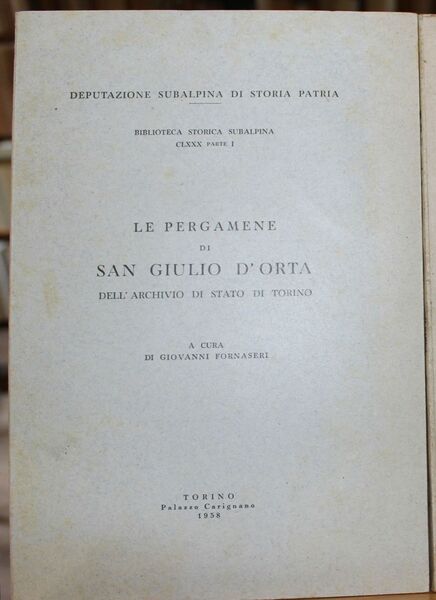 DEPUTAZIONE SUBALPINA DI STORIA PATRIA
BIBLIOTECA STORICA SUBALPINA
CLXXX PARTE I
LE PERGAMENE
DI
SAN GIULIO D'ORTA
DELL'ARCHIVIO DI STATO DI TORINO
A CURA
DI GIOVANNI FORNASERI
TORINO
Palazzo Carignano
1958